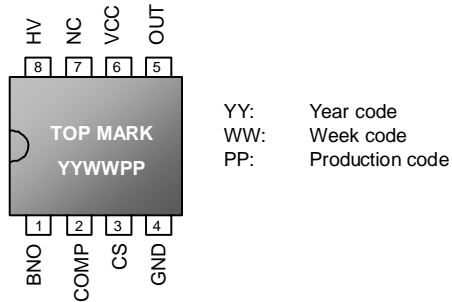 HV NC VCC OUT
8 7 6 5
TOP MARK
YYWWPP
1 2 3 4
BNO COMP CS GND
YY: Year code
WW: Week code
PP: Production code